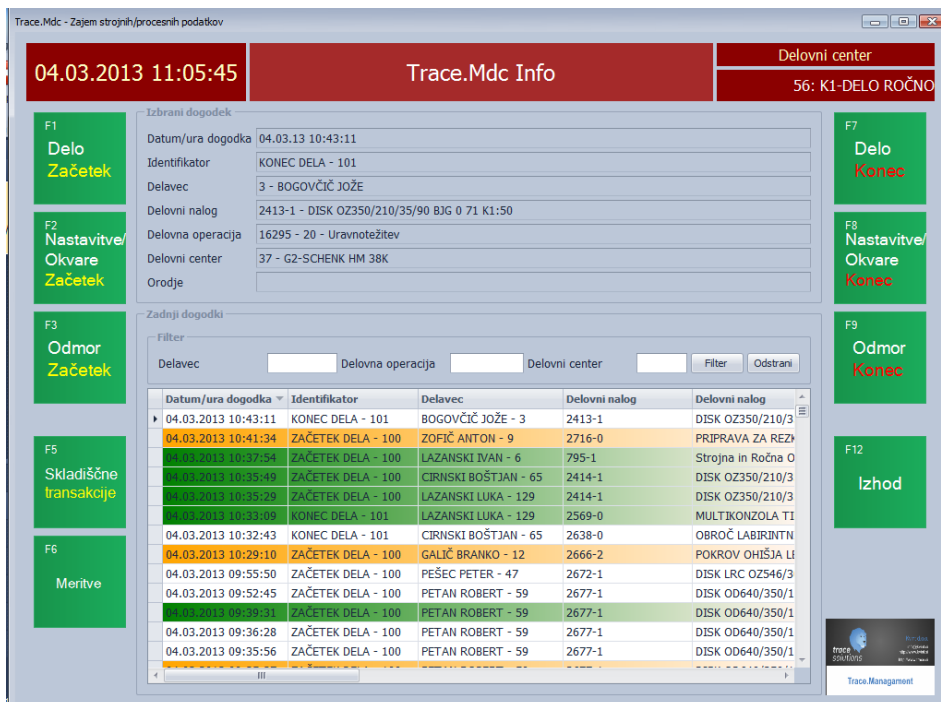 Trace.Mdc - Zajem strojnih/procesnih podatkov
04.03.2013 11:05:45
Trace.Mdc Info
Delovni center
56: K1-DELO ROČNO
F1
Delo
Začetek
F2
Nastavitve/
Okvare
Začetek
F3
Odmor
Začetek
F5
Skladiščne
transakcije
F6
Meritve
Izbrani dogodek
Datum/ura dogodka 04.03.13 10:43:11
Identifikator KONEC DELA - 101
Delavec 3 - BOGOVČIČ JOŽE
Delovni nalog 2413-1 - DISK OZ350/210/35/90 BJG 0 71 K1:50
Delovna operacija 16295 - 20 - Uravnotežitev
Delovni center 37 - G2-SCHENK HM 38K
Orodje
Zadnji dogodki
Filter
Delavec Delovna operacija Delovni center Filter Odstrani
Datum/ura dogodka Identifikator Delavec Delovni nalog Delovni nalog
04.03.2013 10:43:11 KONEC DELA - 101 BOGOVČIČ JOŽE - 3 2413-1 DISK OZ350/210/3
04.03.2013 10:41:34 ZAČETEK DELA - 100 ZOFIČ ANTON - 9 2716-0 PRIPRAVA ZA REZK
04.03.2013 10:37:54 ZAČETEK DELA - 100 LAZANSKI IVAN - 6 795-1 Strojna in Ročna O
04.03.2013 10:35:49 ZAČETEK DELA - 100 CIRNSKI BOŠTJAN - 65 2414-1 DISK OZ350/210/3
04.03.2013 10:35:29 ZAČETEK DELA - 100 LAZANSKI LUKA - 129 2414-1 DISK OZ350/210/3
04.03.2013 10:33:09 KONEC DELA - 101 LAZANSKI LUKA - 129 2569-0 MULTIKONZOLA TI
04.03.2013 10:32:43 KONEC DELA - 101 CIRNSKI BOŠTJAN - 65 2638-0 OBROČ LABIRINTN
04.03.2013 10:29:10 ZAČETEK DELA - 100 GALIČ BRANKO - 12 2666-2 POKROV OHIŠJA LE
04.03.2013 09:55:50 ZAČETEK DELA - 100 PEŠEC PETER - 47 2672-1 DISK LRC OZ546/3
04.03.2013 09:52:45 ZAČETEK DELA - 100 PETAN ROBERT - 59 2677-1 DISK OD640/350/1
04.03.2013 09:39:31 ZAČETEK DELA - 100 PETAN ROBERT - 59 2677-1 DISK OD640/350/1
04.03.2013 09:36:28 ZAČETEK DELA - 100 PETAN ROBERT - 59 2677-1 DISK OD640/350/1
04.03.2013 09:35:56 ZAČETEK DELA - 100 PETAN ROBERT - 59 2677-1 DISK OD640/350/1
F7
Delo
Konec
F8
Nastavitve/
Okvare
Konec
F9
Odmor
Konec
F12
Izhod
trace
solutions
Trace.Managament